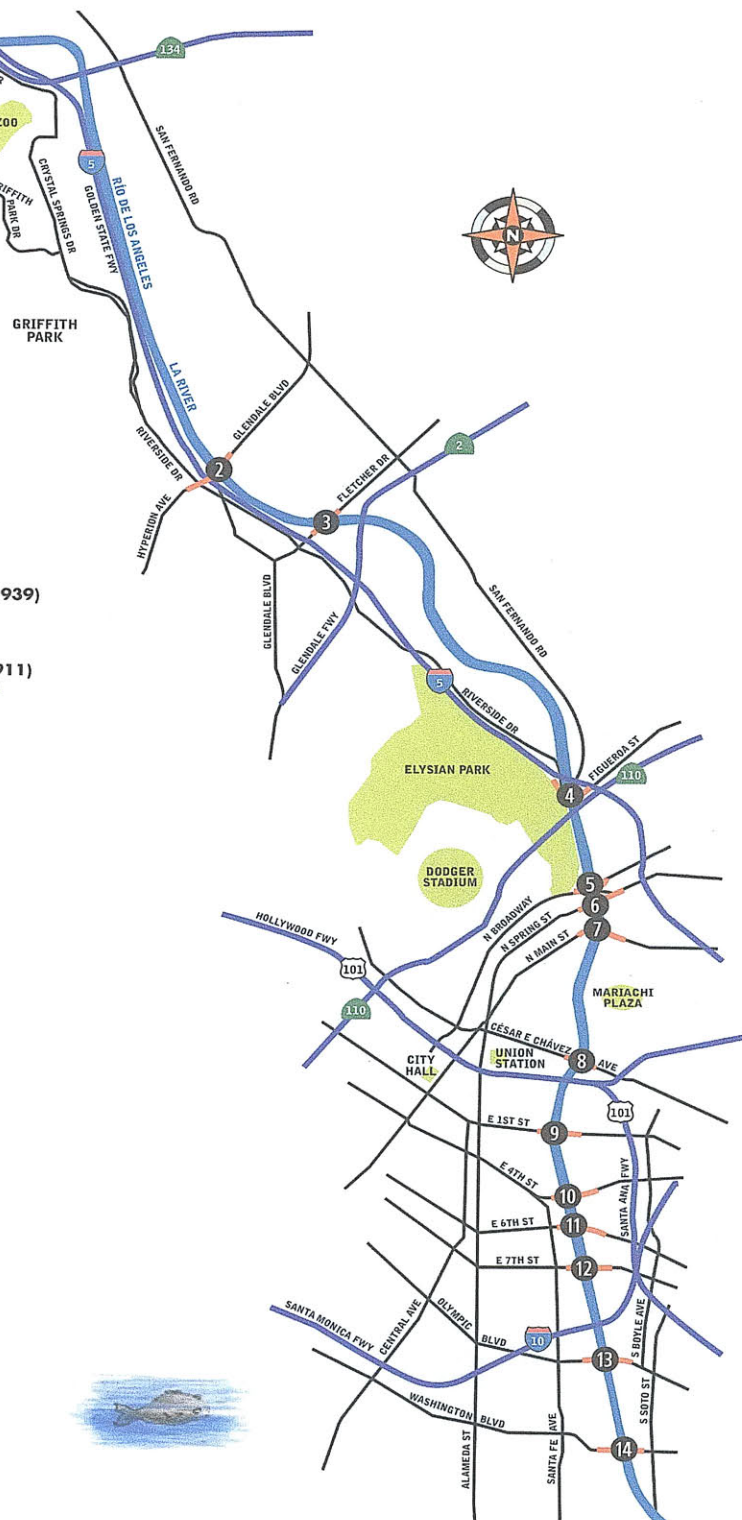 134
R
ZOO
5
SAN FERNANDO RD
CRYSTAL SPRINGS DR
GOLDEN STATE FWY
RÍO DE LOS ANGELES
RIFFITH
PARK DR
N
GRIFFITH
PARK
LA RIVER
GLENDALE BLVD
2
RIVERSIDE DR
2
FLETCHER DR
HYPERION AVE
3
939)
GLENDALE BLVD
GLENDALE FWY
SAN FERNANDO RD
911)
5
RIVERSIDE DR
ELYSIAN PARK
FIGUEROA ST
110
4
DODGER
STADIUM
5
6
7
N BROADWAY
N SPRING ST
N MAIN ST
HOLLYWOOD FWY
101
110
MARIACHI
PLAZA
CÉSAR E CHÁVEZ
AVE
CITY
HALL
UNION
STATION
8
101
E 1ST ST
9
E 4TH ST
10
SANTA ANA FWY
E 6TH ST
11
E 7TH ST
12
SANTA MONICA FWY
CENTRAL AVE
OLYMPIC
BLVD
10
S BOYLE AVE
13
WASHINGTON BLVD
S SOTO ST
ALAMEDA ST
SANTA FE AVE
14